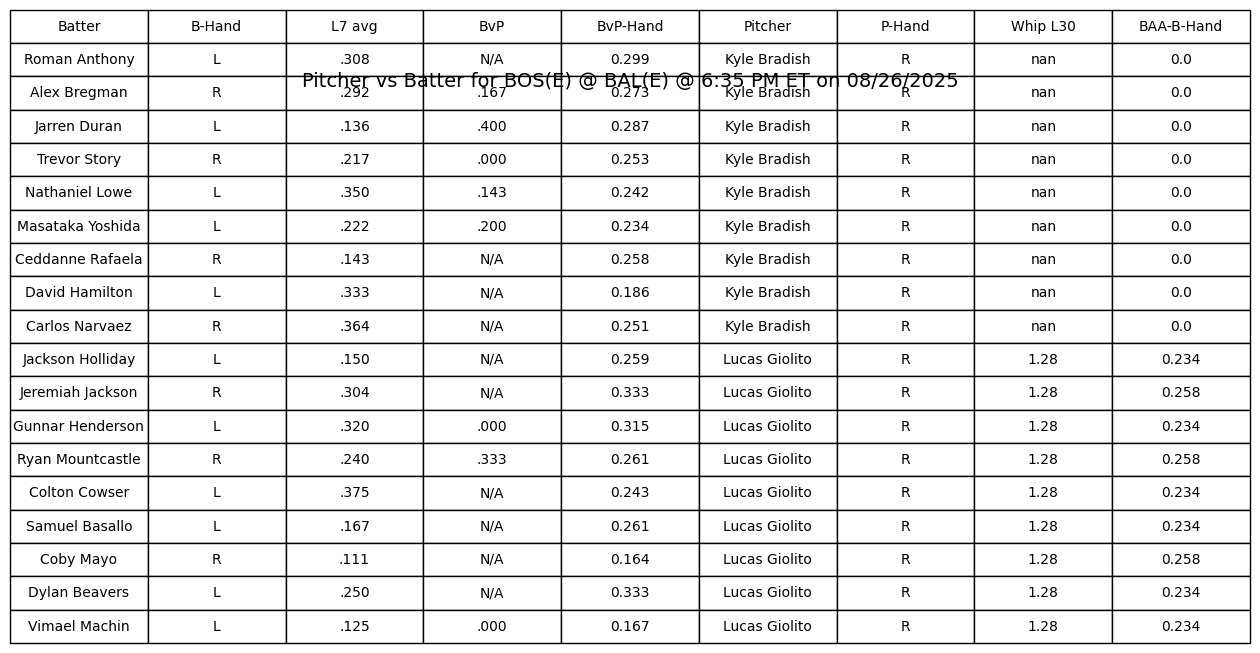 Batter B-Hand L7 avg BvP BvP-Hand Pitcher P-Hand Whip L30 BAA-B-Hand
Roman Anthony L .308 N/A 0.299 Kyle Bradish R nan 0.0
Pitcher vs Batter for BOS(E) @ BAL(E) @ 6:35 PM ET on 08/26/2025
Alex Bregman R .292 .167 0.273 Kyle Bradish R nan 0.0
Jarren Duran L .136 .400 0.287 Kyle Bradish R nan 0.0
Trevor Story R .217 .000 0.253 Kyle Bradish R nan 0.0
Nathaniel Lowe L .350 .143 0.242 Kyle Bradish R nan 0.0
Masataka Yoshida L .222 .200 0.234 Kyle Bradish R nan 0.0
Ceddanne Rafaela R .143 N/A 0.258 Kyle Bradish R nan 0.0
David Hamilton L .333 N/A 0.186 Kyle Bradish R nan 0.0
Carlos Narvaez R .364 N/A 0.251 Kyle Bradish R nan 0.0
Jackson Holliday L .150 N/A 0.259 Lucas Giolito R 1.28 0.234
Jeremiah Jackson R .304 N/A 0.333 Lucas Giolito R 1.28 0.258
Gunnar Henderson L .320 .000 0.315 Lucas Giolito R 1.28 0.234
Ryan Mountcastle R .240 .333 0.261 Lucas Giolito R 1.28 0.258
Colton Cowser L .375 N/A 0.243 Lucas Giolito R 1.28 0.234
Samuel Basallo L .167 N/A 0.261 Lucas Giolito R 1.28 0.234
Coby Mayo R .111 N/A 0.164 Lucas Giolito R 1.28 0.258
Dylan Beavers L .250 N/A 0.333 Lucas Giolito R 1.28 0.234
Vimael Machin L .125 .000 0.167 Lucas Giolito R 1.28 0.234